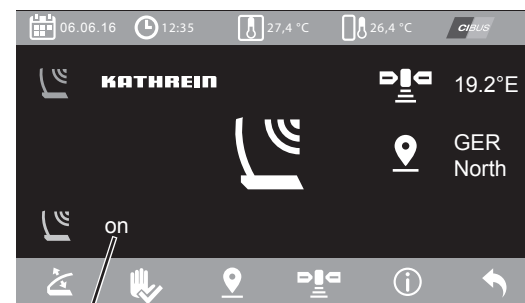 06.06.16 12:35 27,4 °C 26,4 °C CIBUS
KATHREIN 19.2°E
GER
North
on